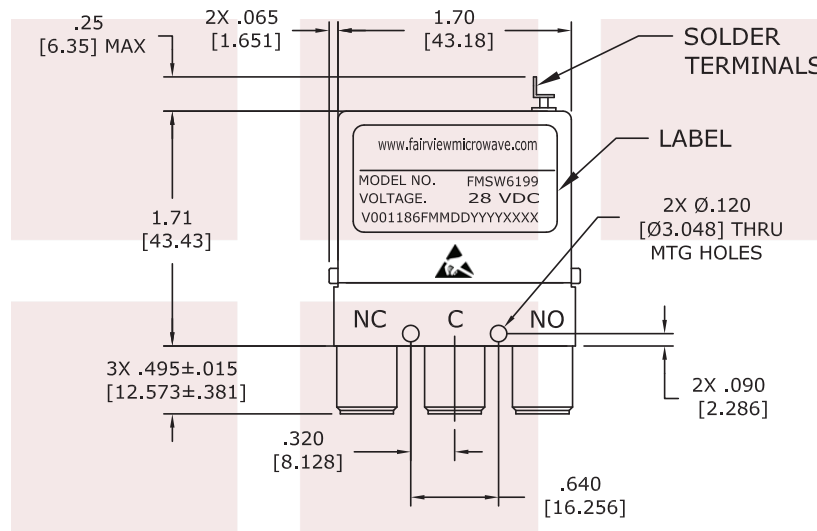 .25
[6.35] MAX
2X .065
[1.651]
1.70
[43.18]
SOLDER
TERMINALS
www.fairviewmicrowave.com
LABEL
MODEL NO. FMSW6199
VOLTAGE. 28 VDC
V001186FMMDDYYYYXXXX
1.71
[43.43]
2X Ø.120
[Ø3.048] THRU
MTG HOLES
NC C NO
3X .495±.015
[12.573±.381]
2X .090
[2.286]
.320
[8.128]
.640
[16.256]